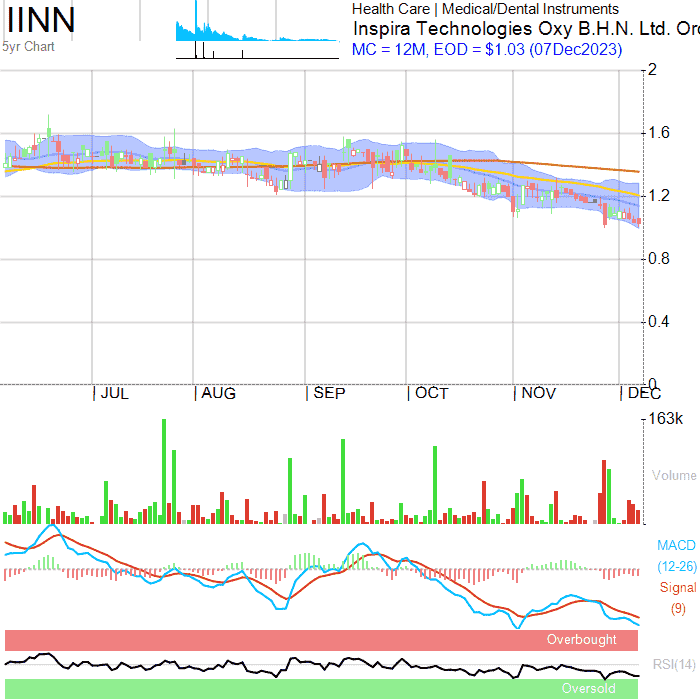 IINN
5yr Chart
Health Care | Medical/Dental Instruments
Inspira Technologies Oxy B.H.N. Ltd. Ord
MC = 12M, EOD = $1.03 (07Dec2023)
2
1.6
1.2
0.8
0.4
0
JUL AUG SEP OCT NOV DEC
163k
Volume
MACD
(12-26)
Signal
(9)
Overbought
RSI(14)
Oversold